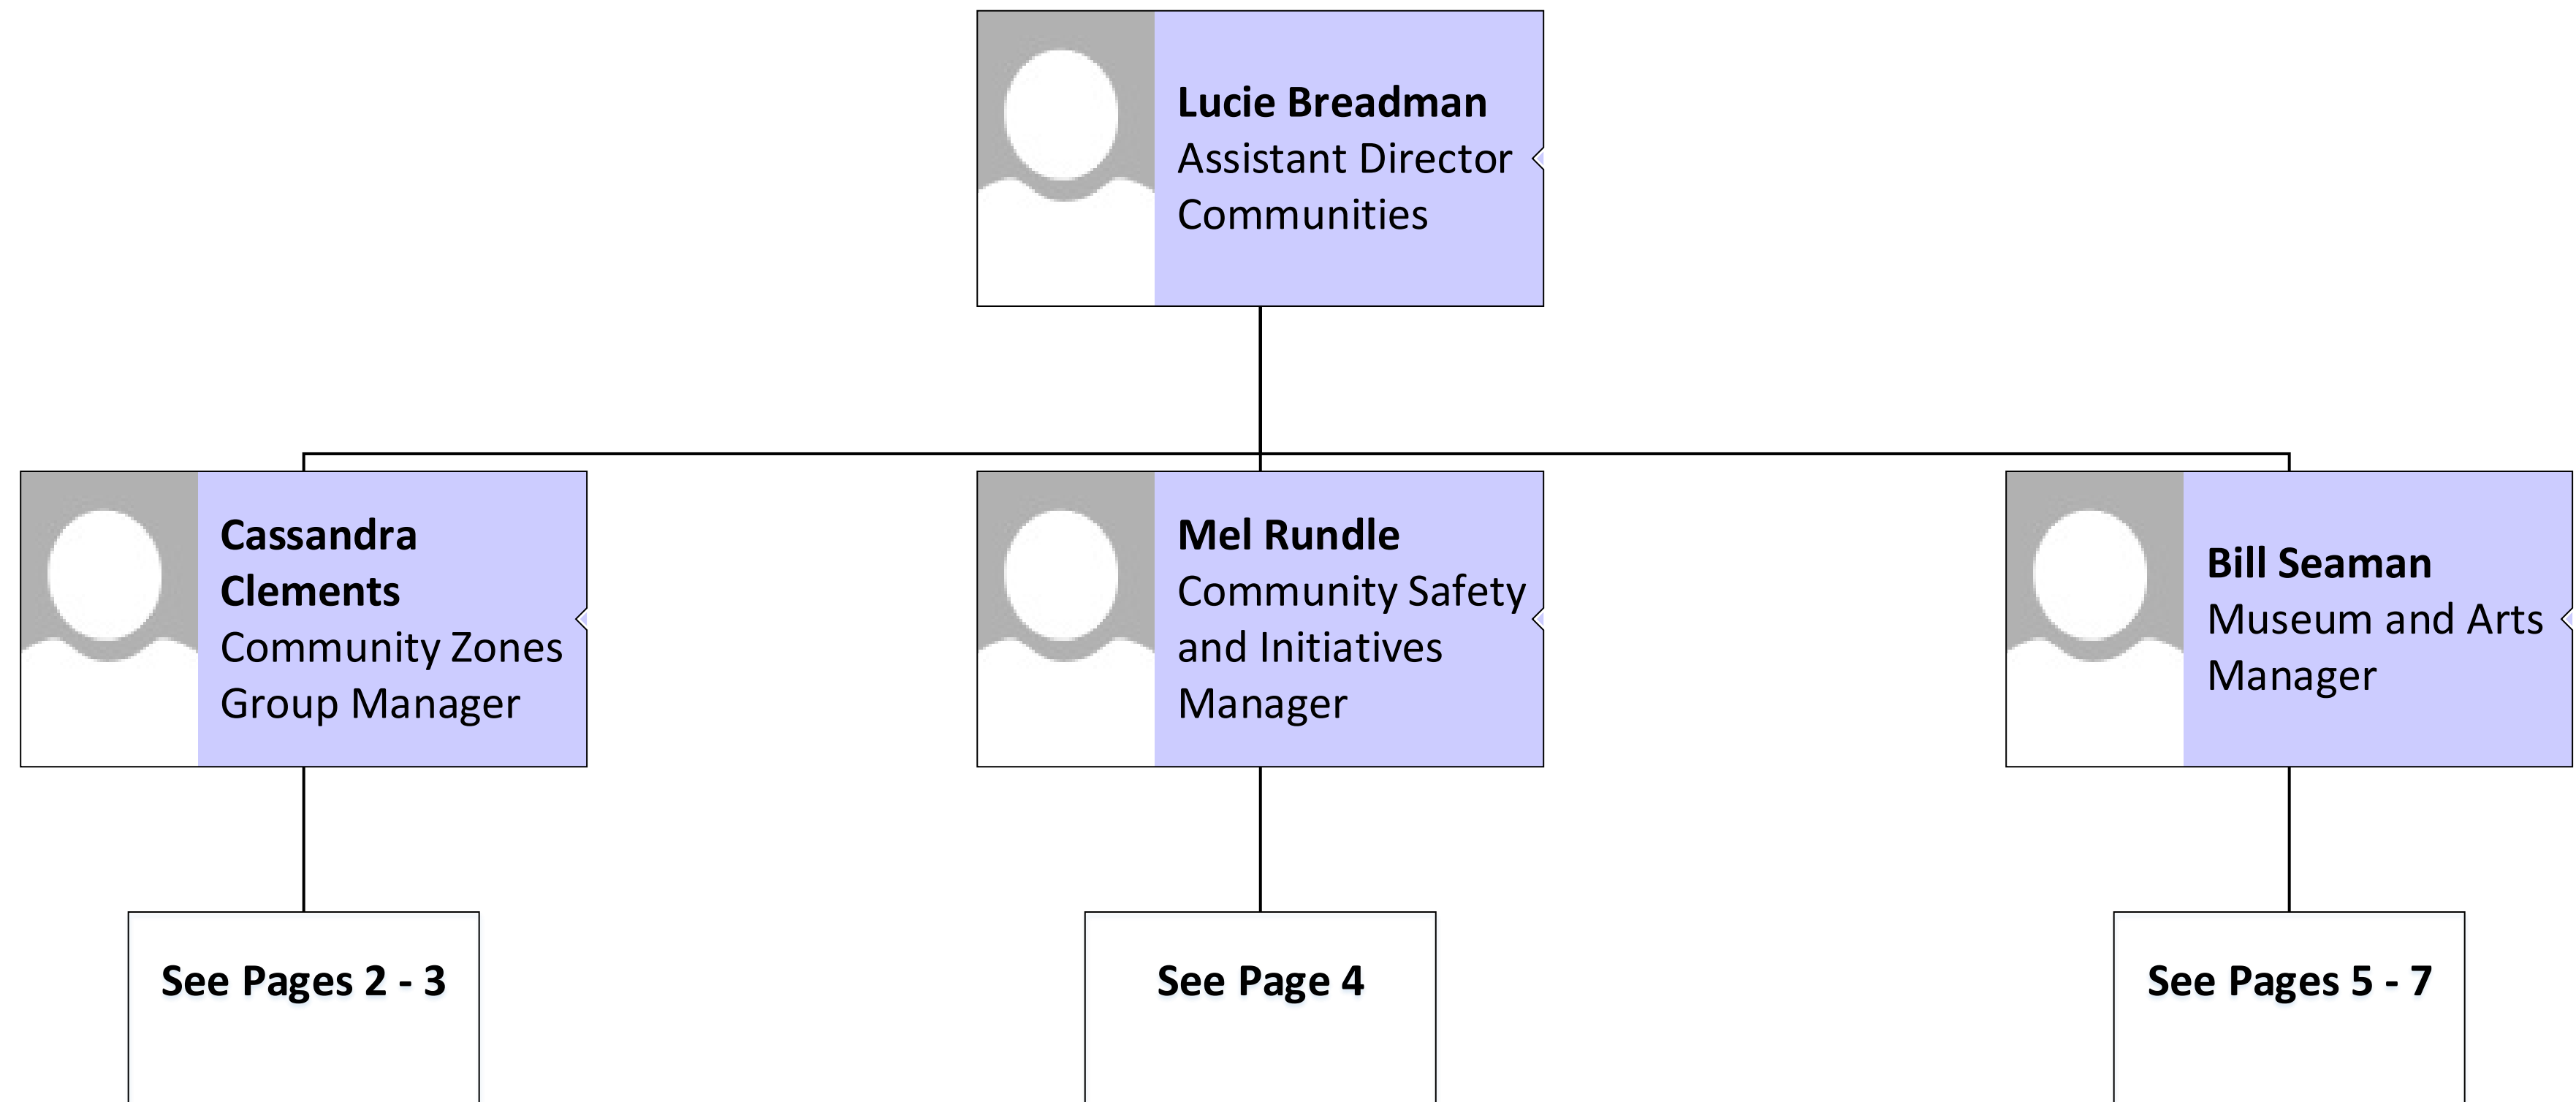 Lucie Breadman
Assistant Director
Communities
Cassandra
Clements
Community Zones
Group Manager
Mel Rundle
Community Safety
and Initiatives
Manager
Bill Seaman
Museum and Arts
Manager
See Pages 2 - 3
See Page 4
See Pages 5 - 7